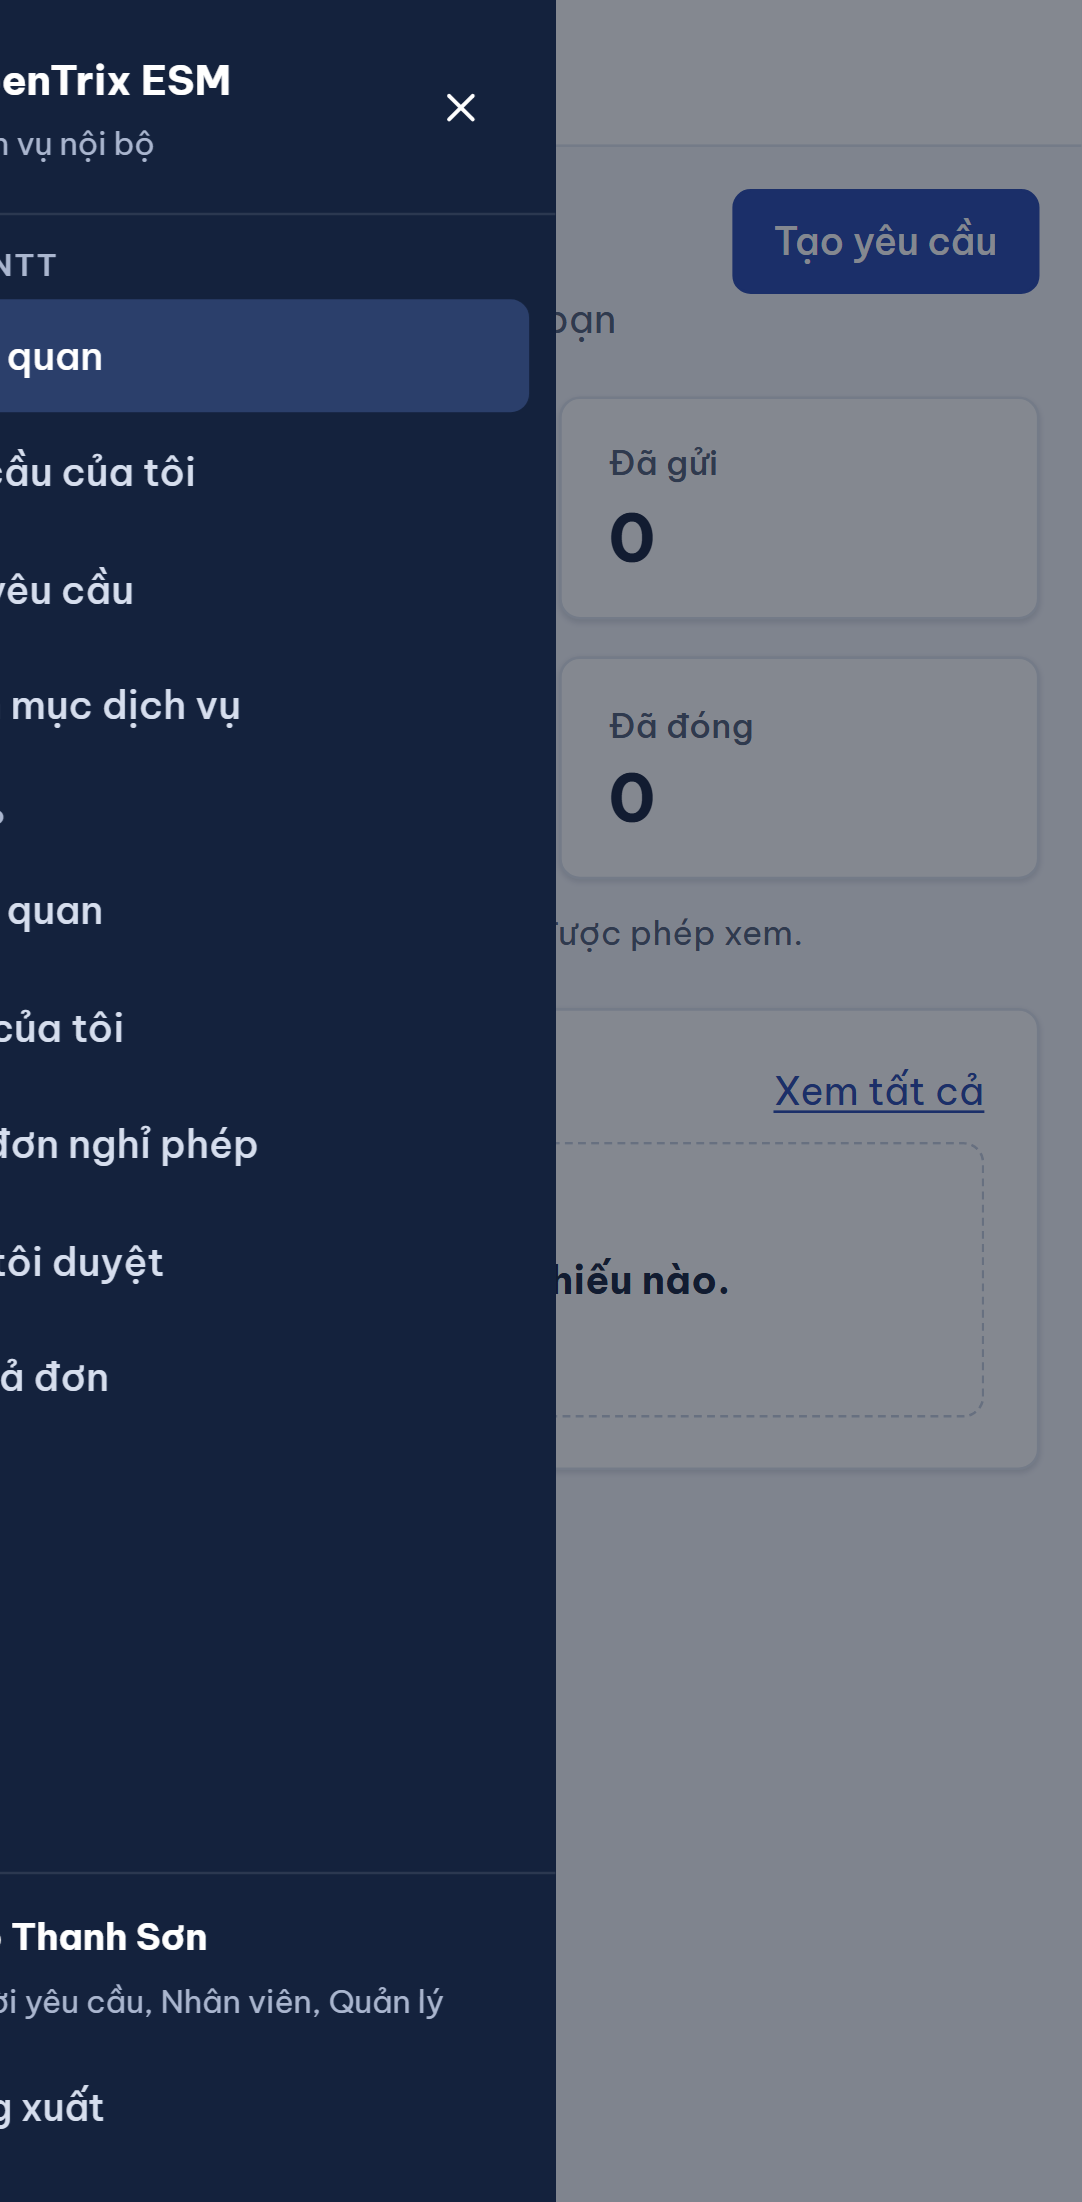 enTrix ESM
vụ nội bộ
NTT
quan
cầu của tôi
yêu cầu
mục dịch vụ
quan
của tôi
đơn nghỉ phép
tôi duyệt
ả đơn
Thanh Sơn
ời yêu cầu, Nhân viên, Quản lý
g xuất
Tạo yêu cầu
bạn
Đã gửi
0
Đã đóng
0
ược phép xem.
Xem tất cả
hiếu nào.